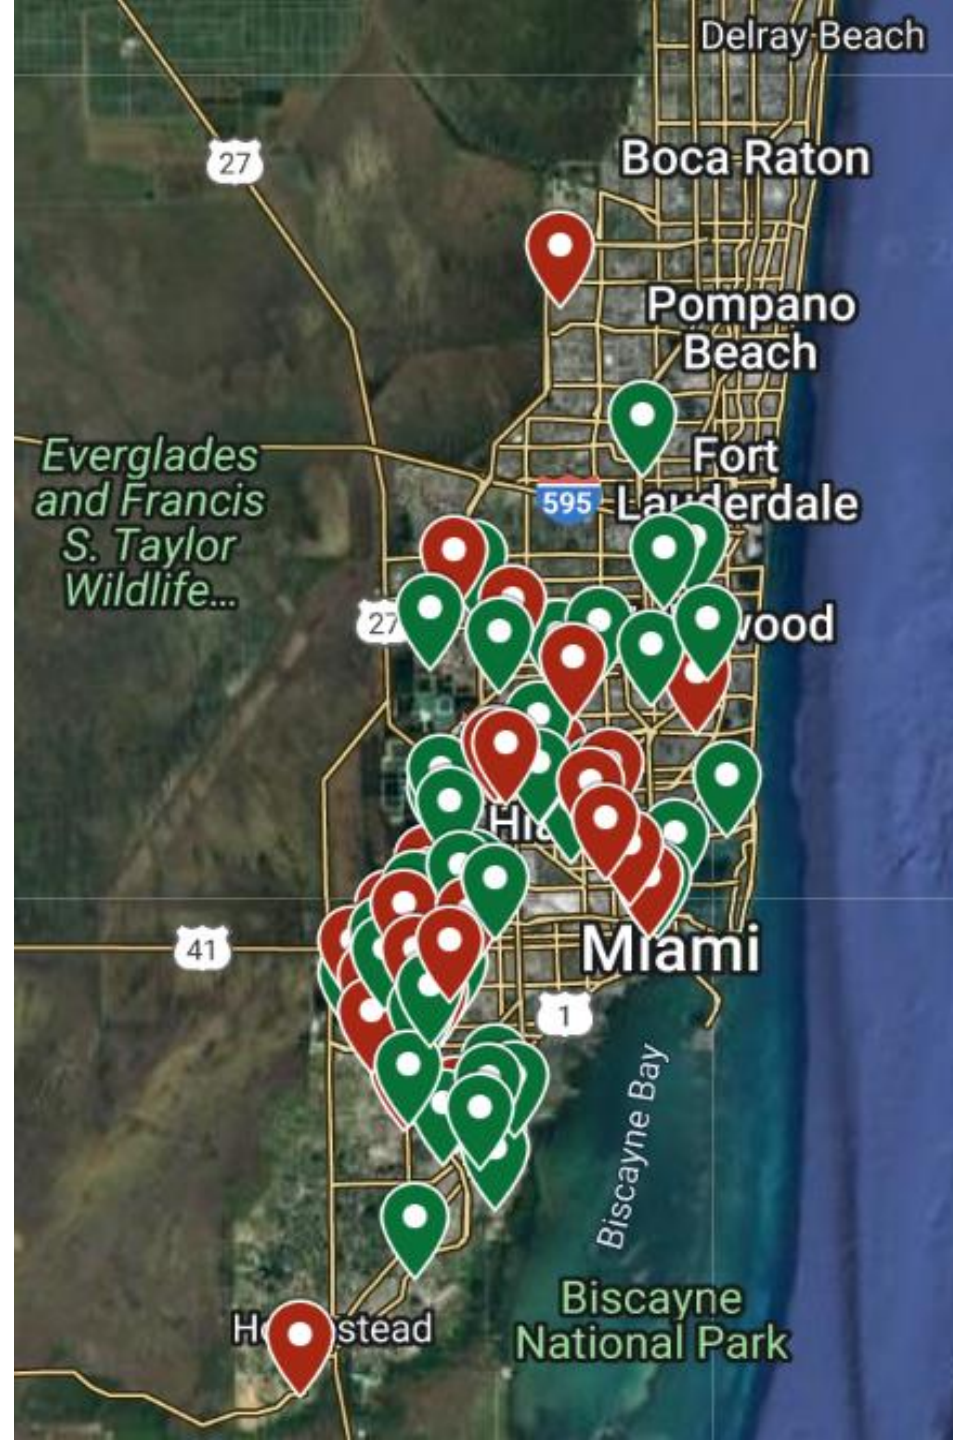 Delray Beach
27
Boca Raton
Pompano
Beach
Everglades
and Francis
S. Taylor
Wildlife...
Fort
Lauderdale
595
27
wood
Hia
41
Miami
1
Biscayne Bay
Biscayne
National Park
H stead